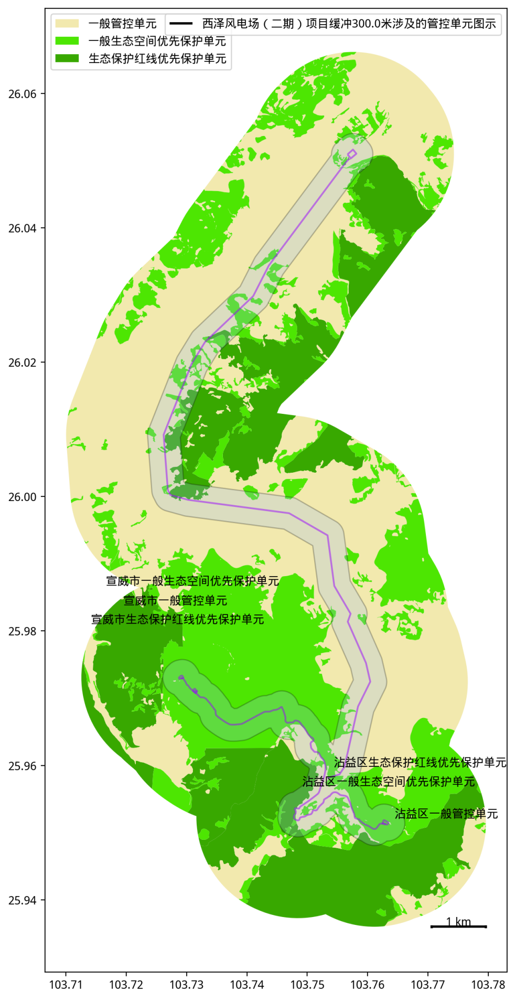 一般管控单元
一般生态空间优先保护单元
生态保护红线优先保护单元
西泽风电场（二期）项目缓冲300.0米涉及的管控单元图示
26.06
26.04
26.02
26.00
宣威市一般生态空间优先保护单元
宣威市一般管控单元
宣威市生态保护红线优先保护单元
25.98
沾益区生态保护红线优先保护单元
25.96
沾益区一般生态空间优先保护单元
沾益区一般管控单元
25.94
1 km
103.71 103.72 103.73 103.74 103.75 103.76 103.77 103.78